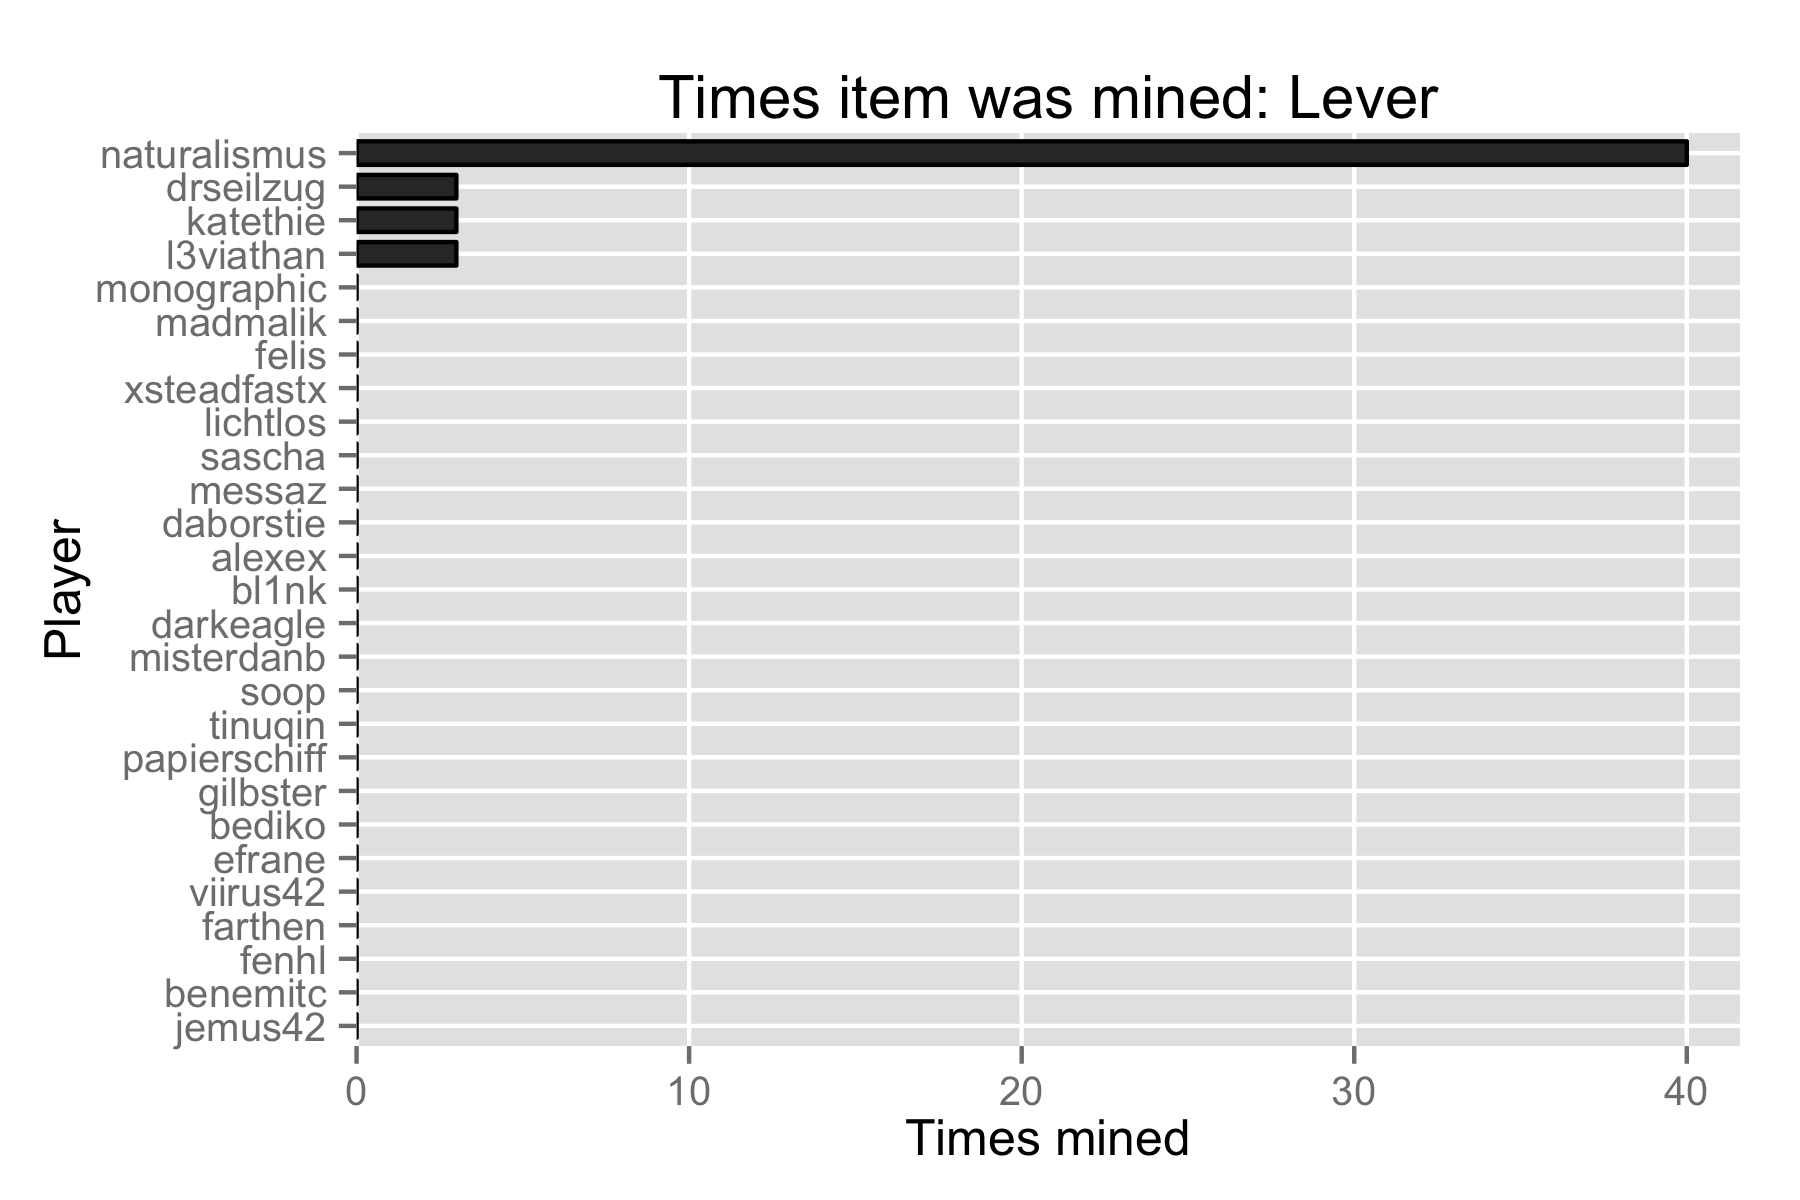 Times item was mined: Lever
naturalismus
drseilzug
katethie
l3viathan
monographic
madmalik
felis
xsteadfastx
lichtlos
sascha
messaz
daborstie
alexex
bl1nk
darkeagle
misterdanb
soop
tinuqin
papierschiff
gilbster
bediko
efrane
viirus42
farthen
fenhl
benemitc
jemus42
Player
0 10 20 30 40
Times mined